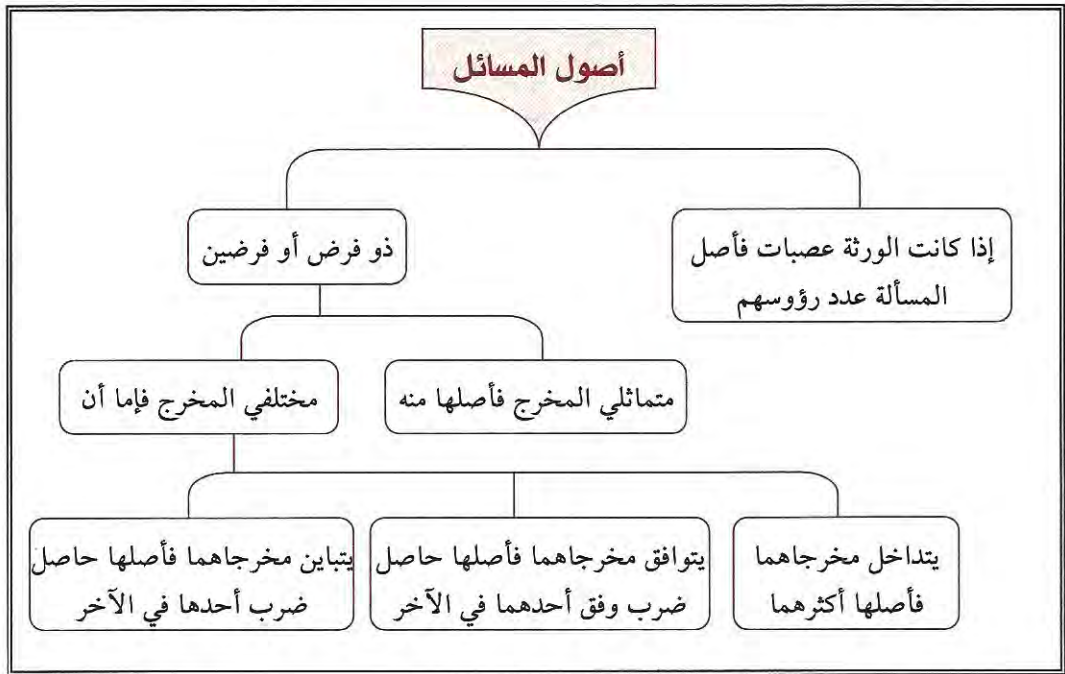 أصول المسائل
إذا كانت الورثة عصبات فأصل
المسألة عدد رؤوسهم
ذو فرض أو فرضين
متماثلي المخرج فأصلها منه
مختلفي المخرج فإما أن
يتداخل مخرجاهما
فأصلها أكثرهما
يتوافق مخرجاهما فأصلها حاصل
ضرب وفق أحدهما في الآخر
يتباين مخرجاهما فأصلها حاصل
ضرب أحدها في الآخر